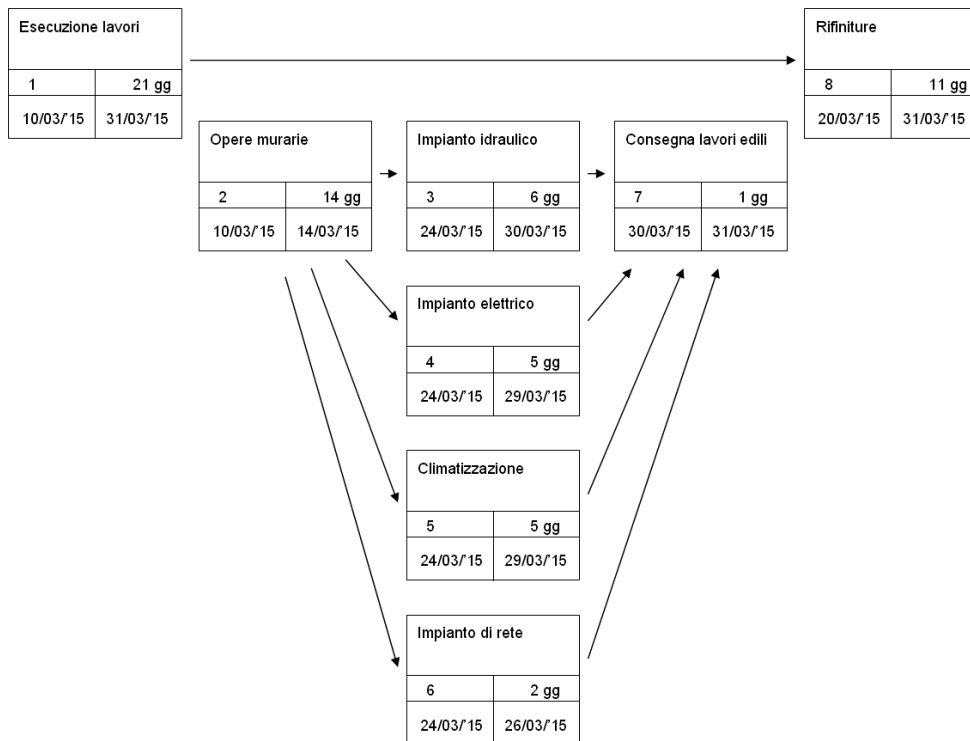 Esecuzione lavori
1 21 gg
10/03/'15 31/03/'15
Rifiniture
8 11 gg
20/03/'15 31/03/'15
Opere murarie
2 14 gg
10/03/'15 14/03/'15
Impianto idraulico
3 6 gg
24/03/'15 30/03/'15
Consegna lavori edili
7 1 gg
30/03/'15 31/03/'15
Impianto elettrico
4 5 gg
24/03/'15 29/03/'15
Climatizzazione
5 5 gg
24/03/'15 29/03/'15
Impianto di rete
6 2 gg
24/03/'15 26/03/'15